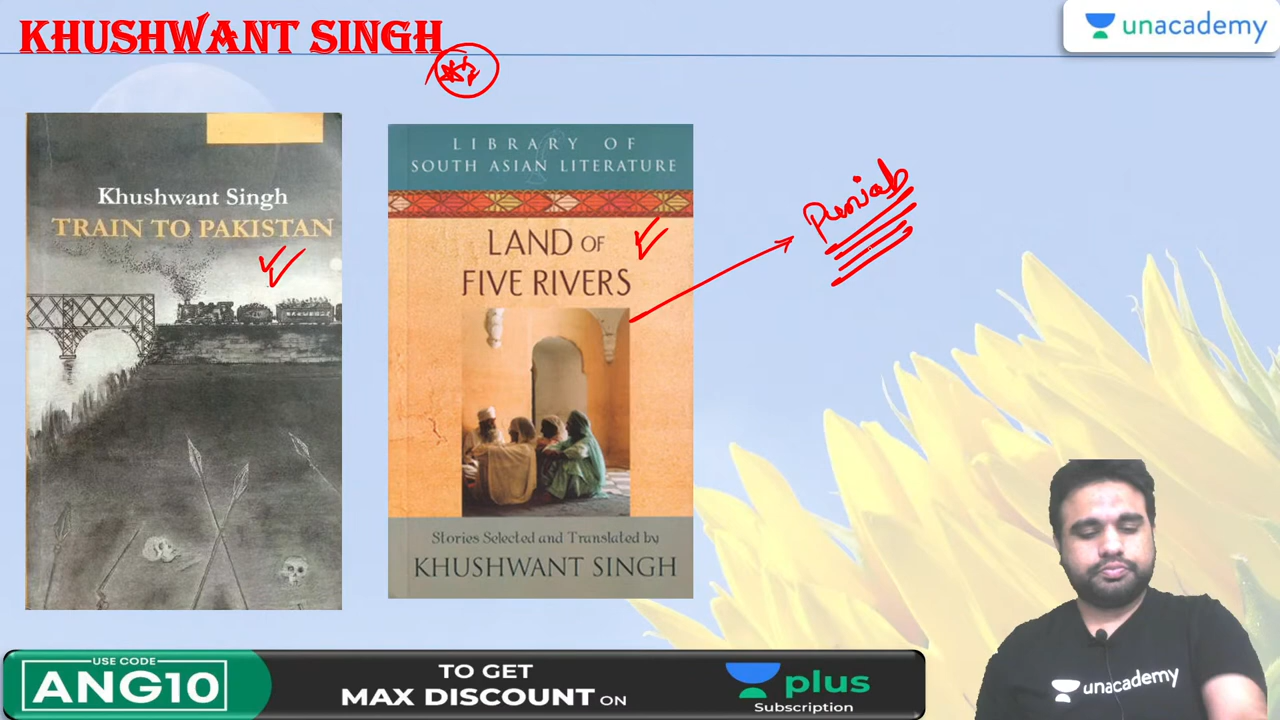 KHUSHWANT SINGH
unacademy
Khushwant Singh
TRAIN TO PAKISTAN
LIBRARY OF
SOUTH ASIAN LITERATURE
LAND OF
FIVE RIVERS
Stories Selected and Translated by
KHUSHWANT SINGH
Punjab
unacademy
USE CODE
ANG10
TO GET
MAX DISCOUNT ON
plus
Subscription